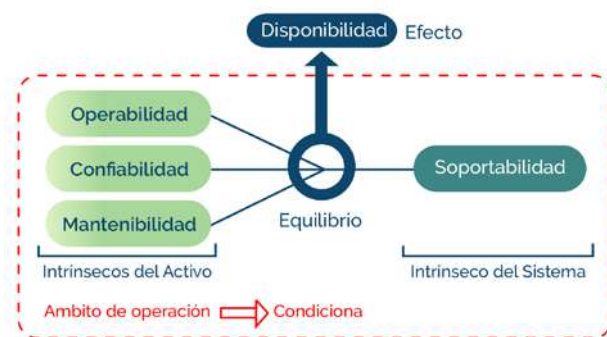 Disponibilidad Efecto
Operabilidad
Confiabilidad
Mantenibilidad
Equilibrio
Soportabilidad
Intrínsecos del Activo
Intrínseco del Sistema
Ambito de operación Condiciona